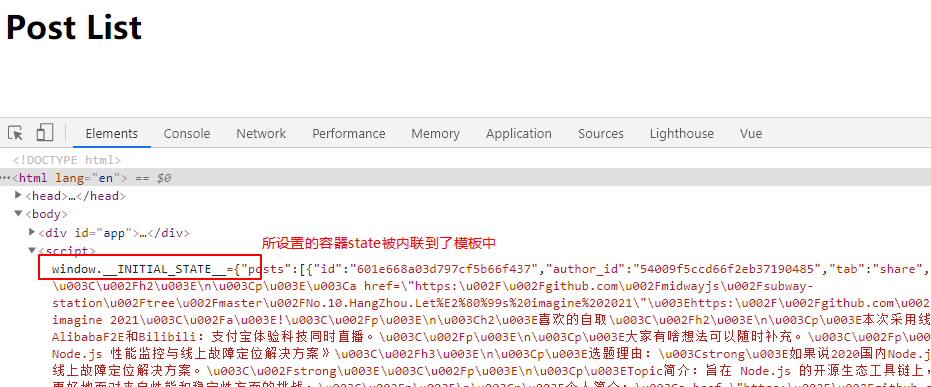 Post List
Elements Console Network Performance Memory Application Sources Lighthouse Vue
<!DOCTYPE html>
…<html lang="en"> == $0
<head>…</head>
<body>
<div id="app">…</div>
所设置的容器state被内联到了模板中
<script>
window.__INITIAL_STATE__={"posts":[{"id":"601e668a03d797cf5b66f437","author_id":"54009f5ccd66f2eb37190485","tab":"share",
\u003C\u002Fh2\u003E\n\u003Cp\u003E\u003Ca href=\"https:\u002F\u002Fgithub.com\u002Fmidwayjs\u002Fsubway-
station\u002Ftree\u002Fmaster\u002FNo.10.HangZhou.Let%E2%80%99s%20imagine%202021\"\u003Ehttps:\u002F\u002Fgithub.com\u002
imagine 2021\u003C\u002Fa\u003E!\u003C\u002Fp\u003E\n\u003Ch2\u003E喜欢的自取\u003C\u002Fh2\u003E\n\u003Cp\u003E本次采用线
AlibabaF2E和Bilibili：支付宝体验科技同时直播。\u003C\u002Fp\u003E\n\u003Cp\u003E大家有啥想法可以随时补充。\u003C\u002Fp\u003E\
Node.js 性能监控与线上故障定位解决方案》\u003C\u002Fh3\u003E\n\u003Cp\u003E选题理由：\u003Cstrong\u003E如果说2020国内Node.j
线上故障定位解决方案。\u003C\u002Fstrong\u003E\u003C\u002Fp\u003E\n\u003Cp\u003ETopic简介：旨在 Node.js 的开源生态工具链上，